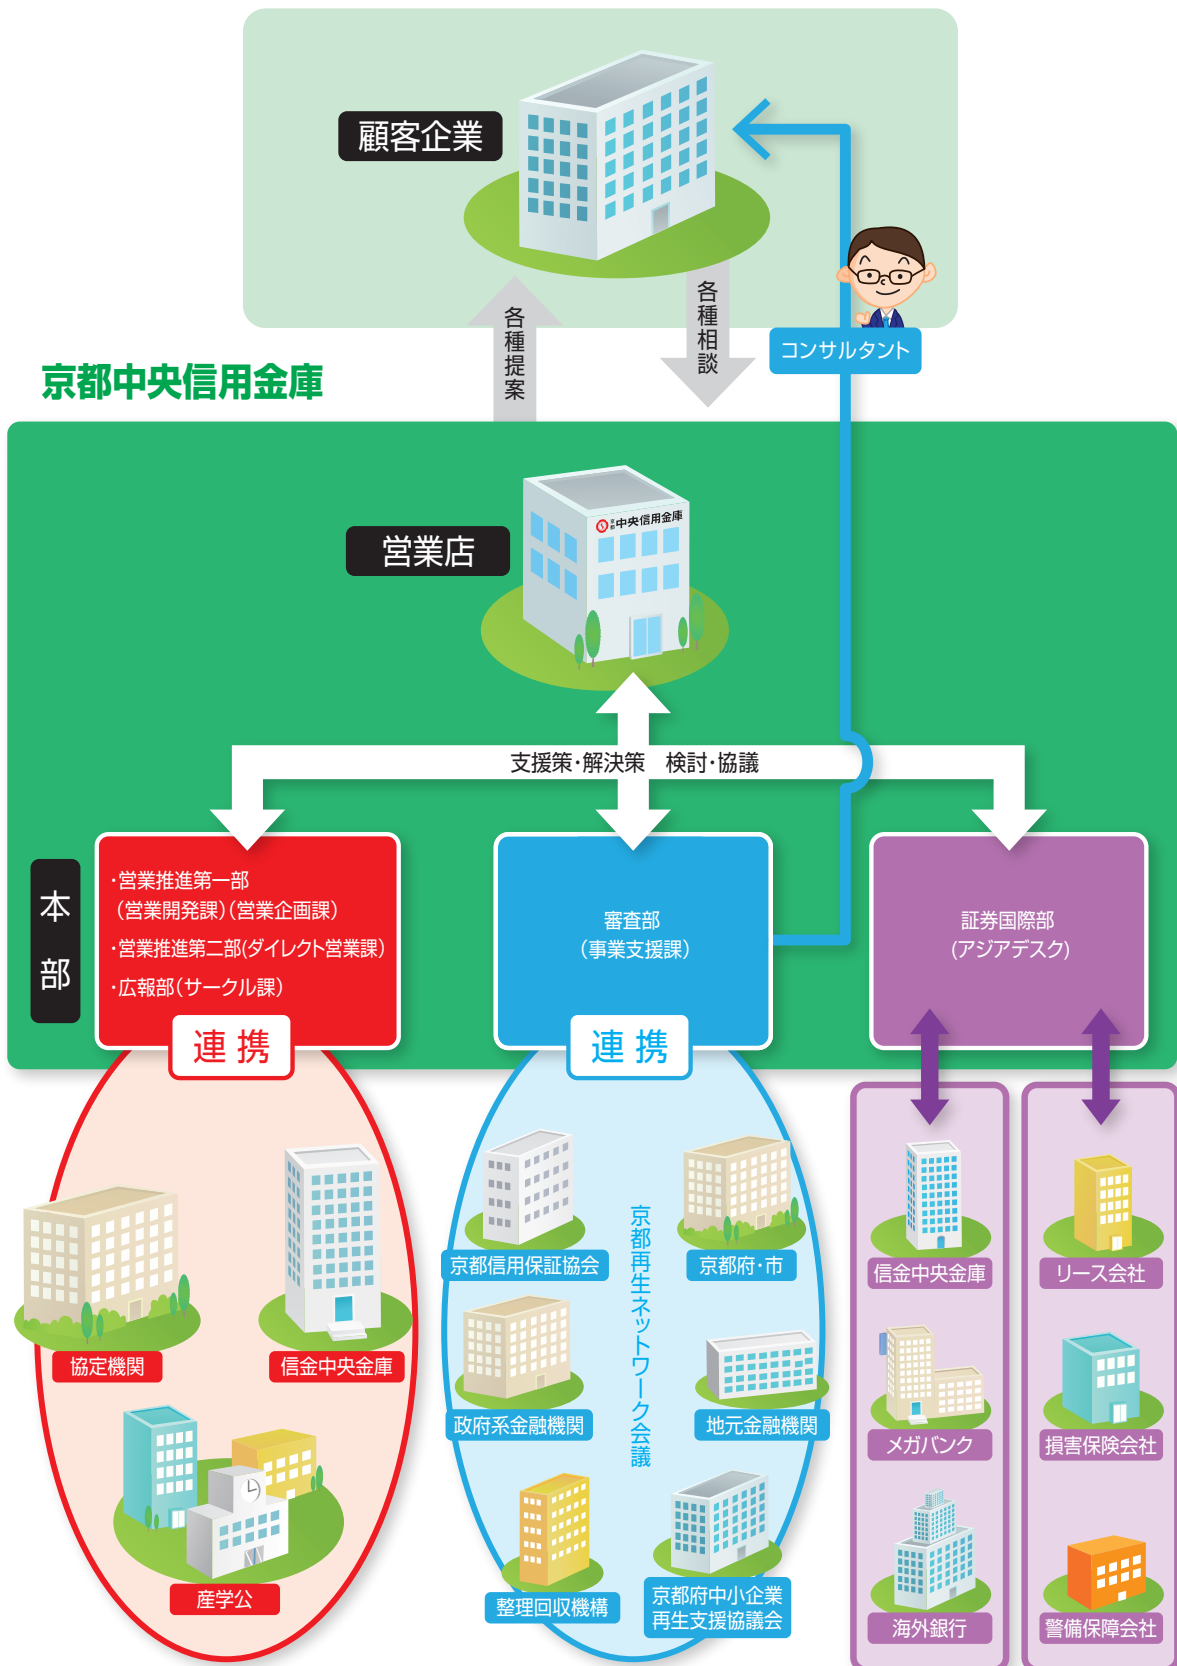 顧客企業
各種提案
各種相談
コンサルタント
京都中央信用金庫
京都中央信用金庫
営業店
支援策・解決策　検討・協議
本部
・営業推進第一部
（営業開発課）（営業企画課）
・営業推進第二部(ダイレクト営業課)
・広報部（サークル課）
審査部
（事業支援課）
証券国際部
(アジアデスク)
連携
連携
協定機関
信金中央金庫
産学公
京都再生ネットワーク会議
京都信用保証協会
京都府・市
政府系金融機関
地元金融機関
整理回収機構
京都府中小企業
再生支援協議会
信金中央金庫
メガバンク
海外銀行
リース会社
損害保険会社
警備保障会社